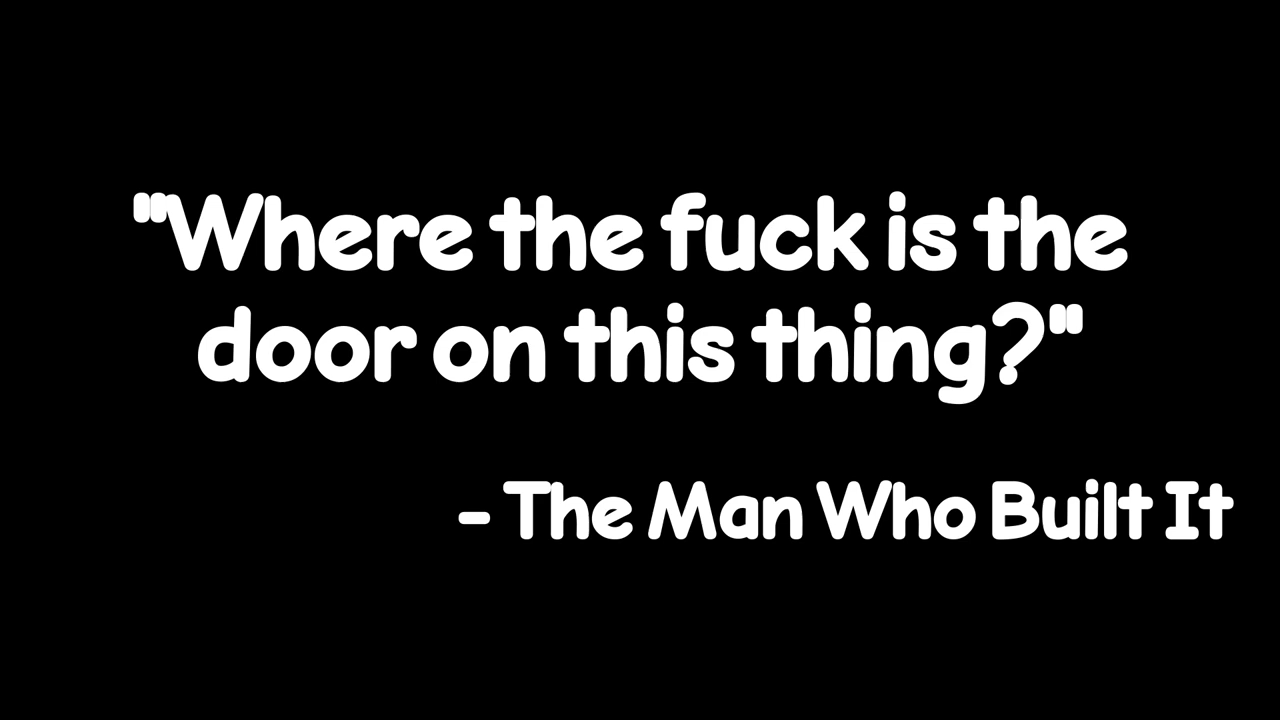 "Where the fuck is the
door on this thing?"
- The Man Who Built It